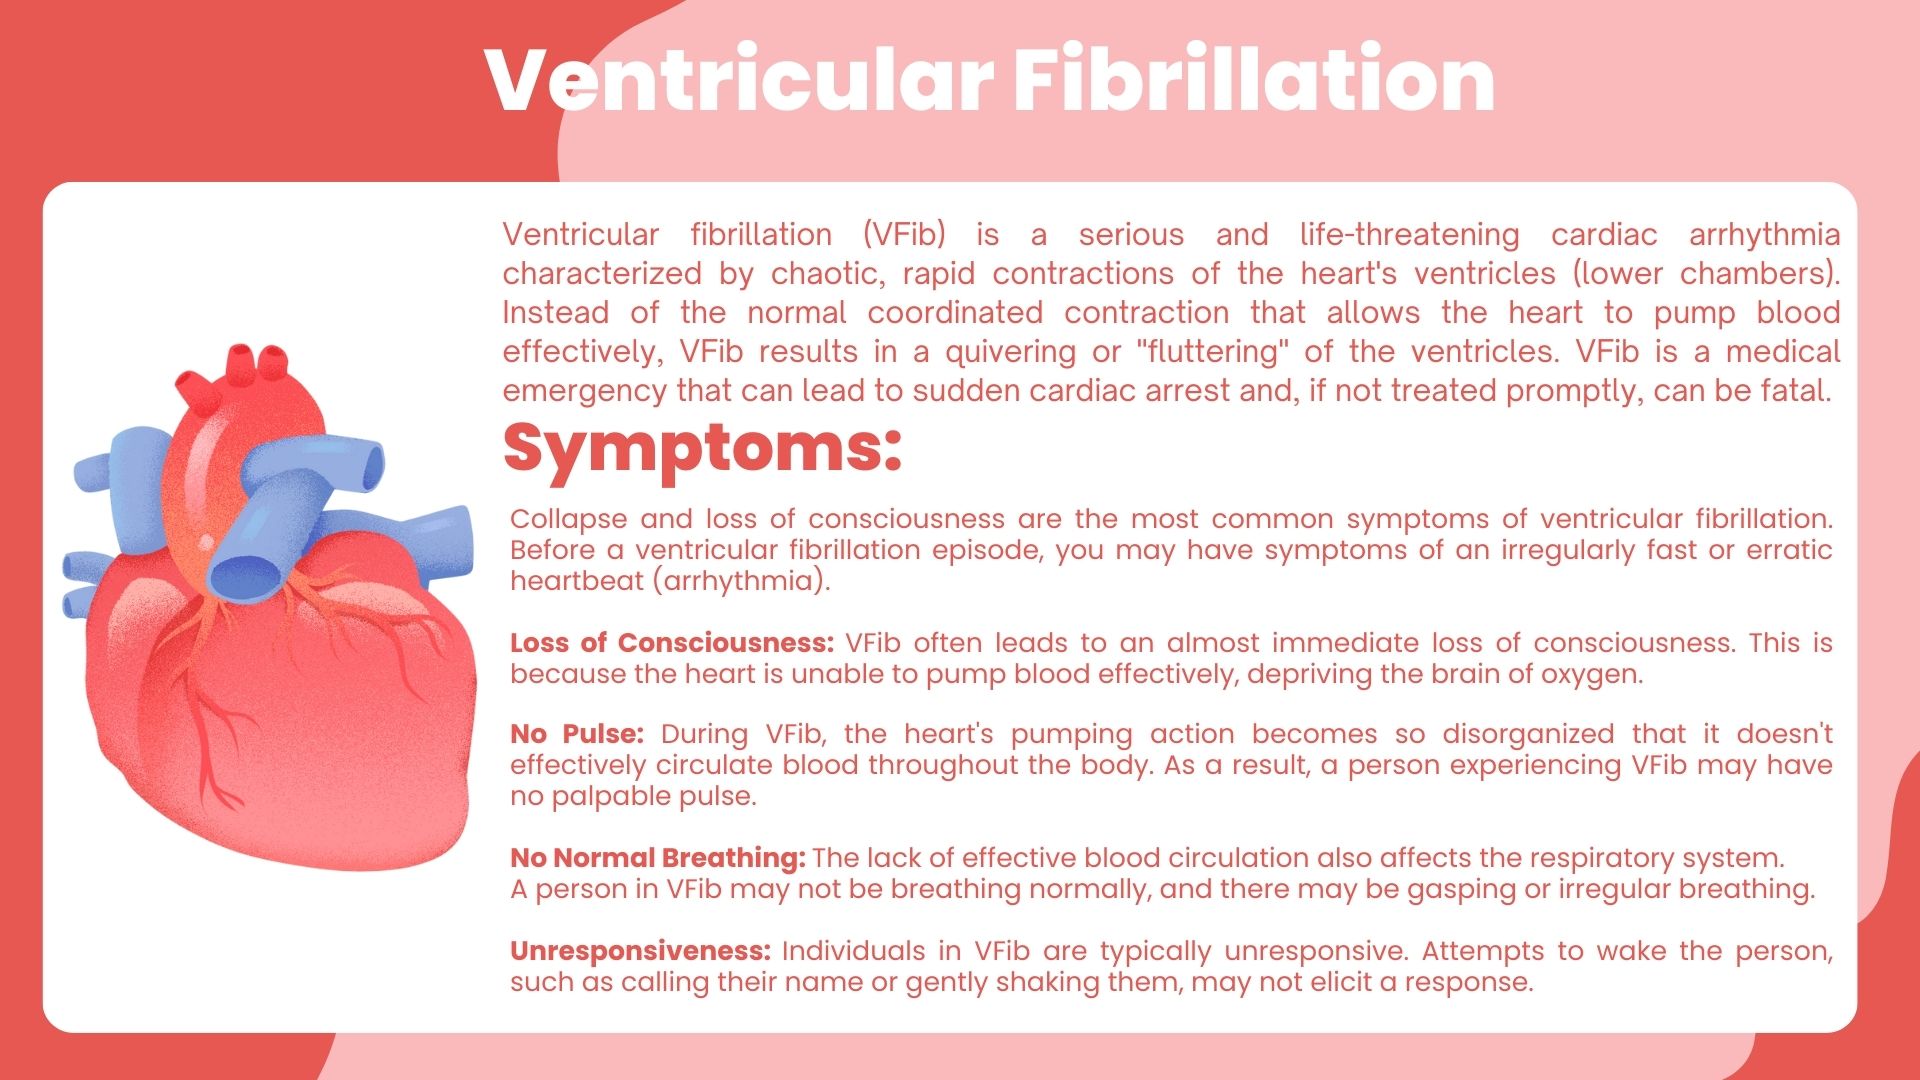 Ventricular Fibrillation
Ventricular fibrillation (VFib) is a serious and life-threatening cardiac arrhythmia
characterized by chaotic, rapid contractions of the heart's ventricles (lower chambers).
Instead of the normal coordinated contraction that allows the heart to pump blood
effectively, VFib results in a quivering or "fluttering" of the ventricles. VFib is a medical
emergency that can lead to sudden cardiac arrest and, if not treated promptly, can be fatal.
Symptoms:
Collapse and loss of consciousness are the most common symptoms of ventricular fibrillation.
Before a ventricular fibrillation episode, you may have symptoms of an irregularly fast or erratic
heartbeat (arrhythmia).
Loss of Consciousness: VFib often leads to an almost immediate loss of consciousness. This is
because the heart is unable to pump blood effectively, depriving the brain of oxygen.
No Pulse: During VFib, the heart's pumping action becomes so disorganized that it doesn't
effectively circulate blood throughout the body. As a result, a person experiencing VFib may have
no palpable pulse.
No Normal Breathing: The lack of effective blood circulation also affects the respiratory system.
A person in VFib may not be breathing normally, and there may be gasping or irregular breathing.
Unresponsiveness: Individuals in VFib are typically unresponsive. Attempts to wake the person,
such as calling their name or gently shaking them, may not elicit a response.